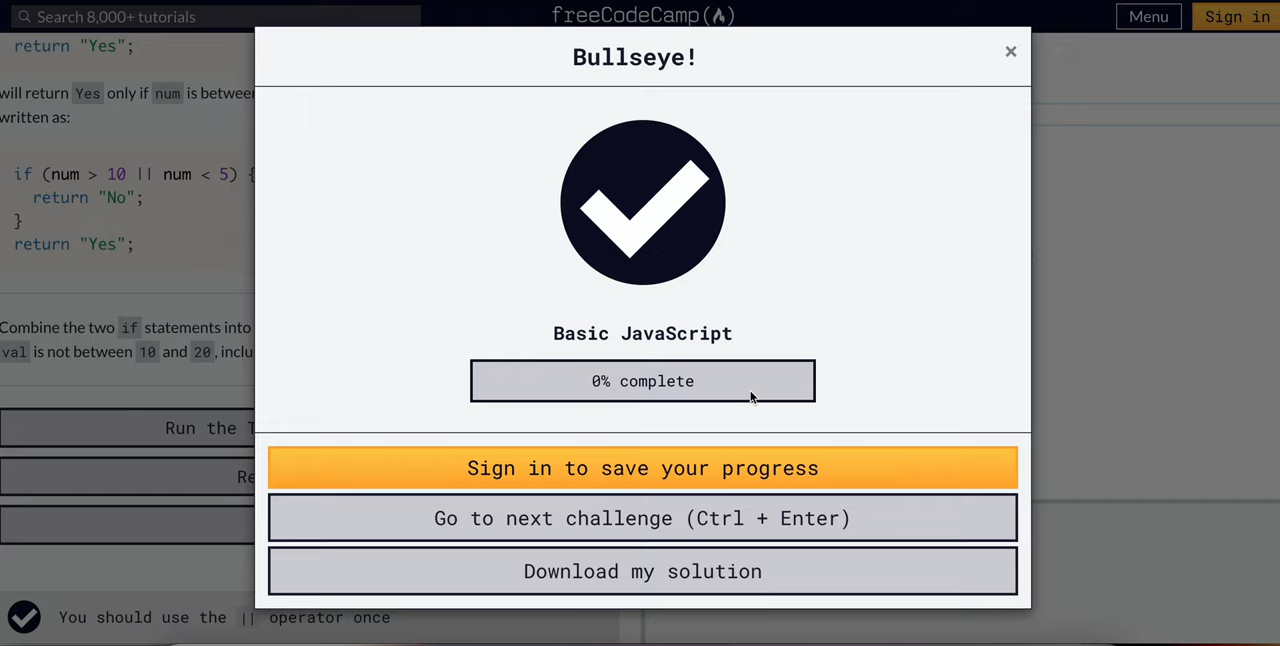 Search 8,000+ tutorials
freeCodeCamp
Menu
Sign in
return "Yes";
will return Yes only if num is between
written as:
if (num > 10 || num < 5) {
return "No";
}
return "Yes";
Combine the two if statements into
val is not between 10 and 20, inclu
Run the T
Re
You should use the || operator once
Bullseye!
×
Basic JavaScript
0% complete
Sign in to save your progress
Go to next challenge (Ctrl + Enter)
Download my solution